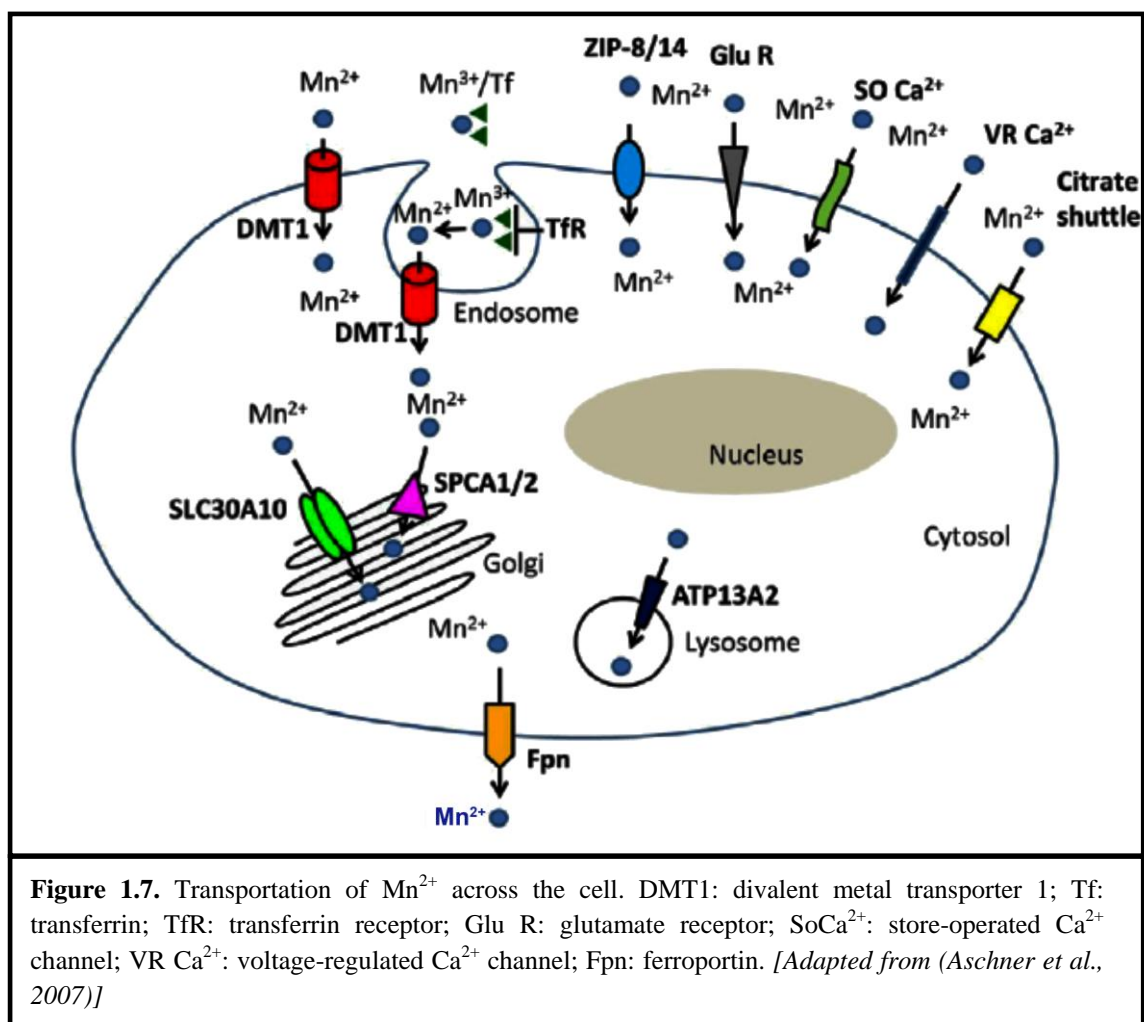 ZIP-8/14
Glu R
Mn²⁺
Mn³⁺/Tf
Mn²⁺
Mn²⁺
SO Ca²⁺
Mn²⁺
VR Ca²⁺
Citrate
shuttle
Mn²⁺
DMT1
Mn²⁺
Mn³⁺
TfR
Mn²⁺
Mn²⁺
Mn²⁺
Endosome
DMT1
Mn²⁺
Mn²⁺
Mn²⁺
Nucleus
SLC30A10
SPCA1/2
Golgi
Cytosol
Mn²⁺
ATP13A2
Lysosome
Fpn
Mn²⁺
Figure 1.7. Transportation of Mn²⁺ across the cell. DMT1: divalent metal transporter 1; Tf:
transferrin; TfR: transferrin receptor; Glu R: glutamate receptor; SoCa²⁺: store-operated Ca²⁺
channel; VR Ca²⁺: voltage-regulated Ca²⁺ channel; Fpn: ferroportin. [Adapted from (Aschner et al.,
2007)]